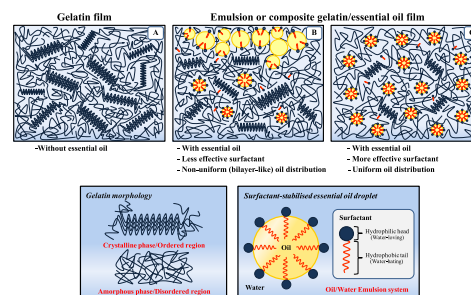 Gelatin film
Emulsion or composite gelatin/essential oil film
A
B
-Without essential oil
-With essential oil
-Less effective surfactant
-Non-uniform (bilayer-like) oil distribution
-With essential oil
-More effective surfactant
-Uniform oil distribution
Gelatin morphology
Crystalline phase/Ordered region
Amorphous phase/Disordered region
Surfactant-stabilised essential oil droplet
Oil
Water
Surfactant
Hydrophilic head
(Water-loving)
Hydrophobic tail
(Water-hating)
Oil/Water Emulsion system